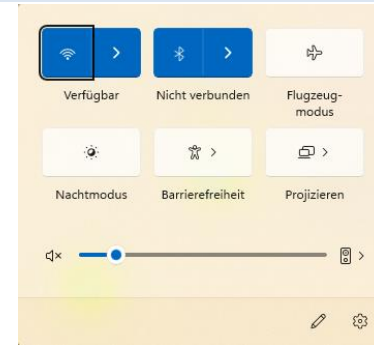 Verfügbar
Nicht verbunden
Flugzeug-
modus
Nachtmodus
Barrierefreiheit
Projizieren